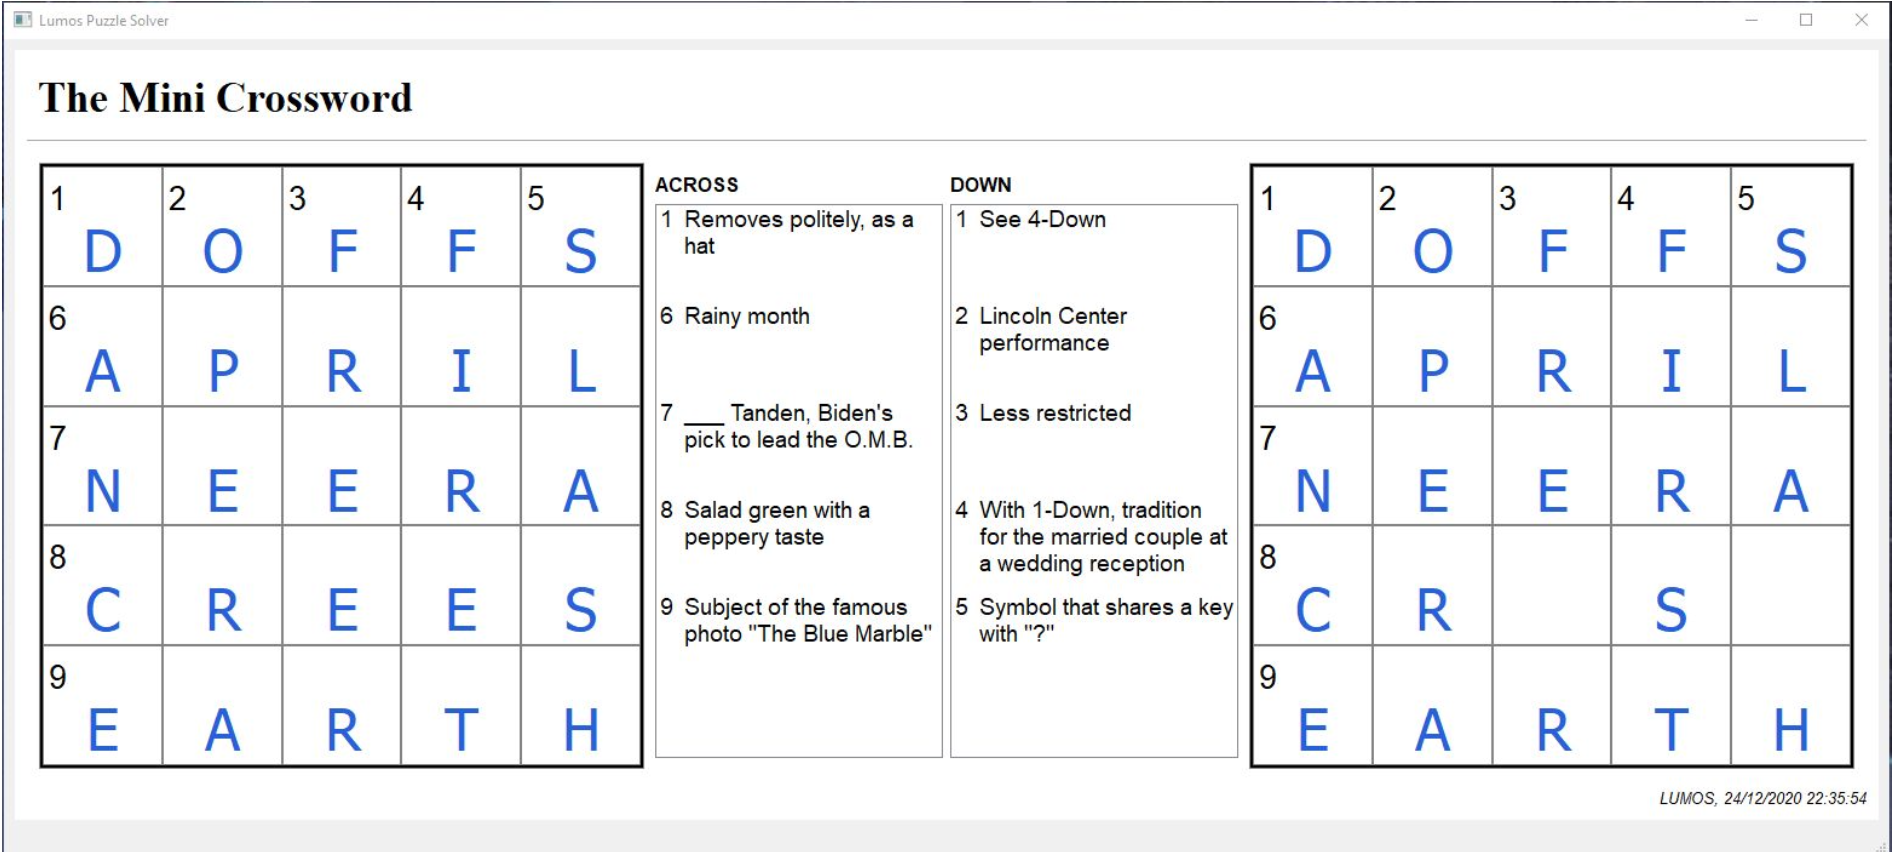 Lumos Puzzle Solver
The Mini Crossword
1 2 3 4 5
D O F F S
6
A P R I L
7
N E E R A
8
C R E E S
9
E A R T H
ACROSS
1 Removes politely, as a
hat
6 Rainy month
7 ___ Tanden, Biden's
pick to lead the O.M.B.
8 Salad green with a
peppery taste
9 Subject of the famous
photo "The Blue Marble"
DOWN
1 See 4-Down
2 Lincoln Center
performance
3 Less restricted
4 With 1-Down, tradition
for the married couple at
a wedding reception
5 Symbol that shares a key
with "?"
1 2 3 4 5
D O F F S
6
A P R I L
7
N E E R A
8
C R S
9
E A R T H
LUMOS, 24/12/2020 22:35:54